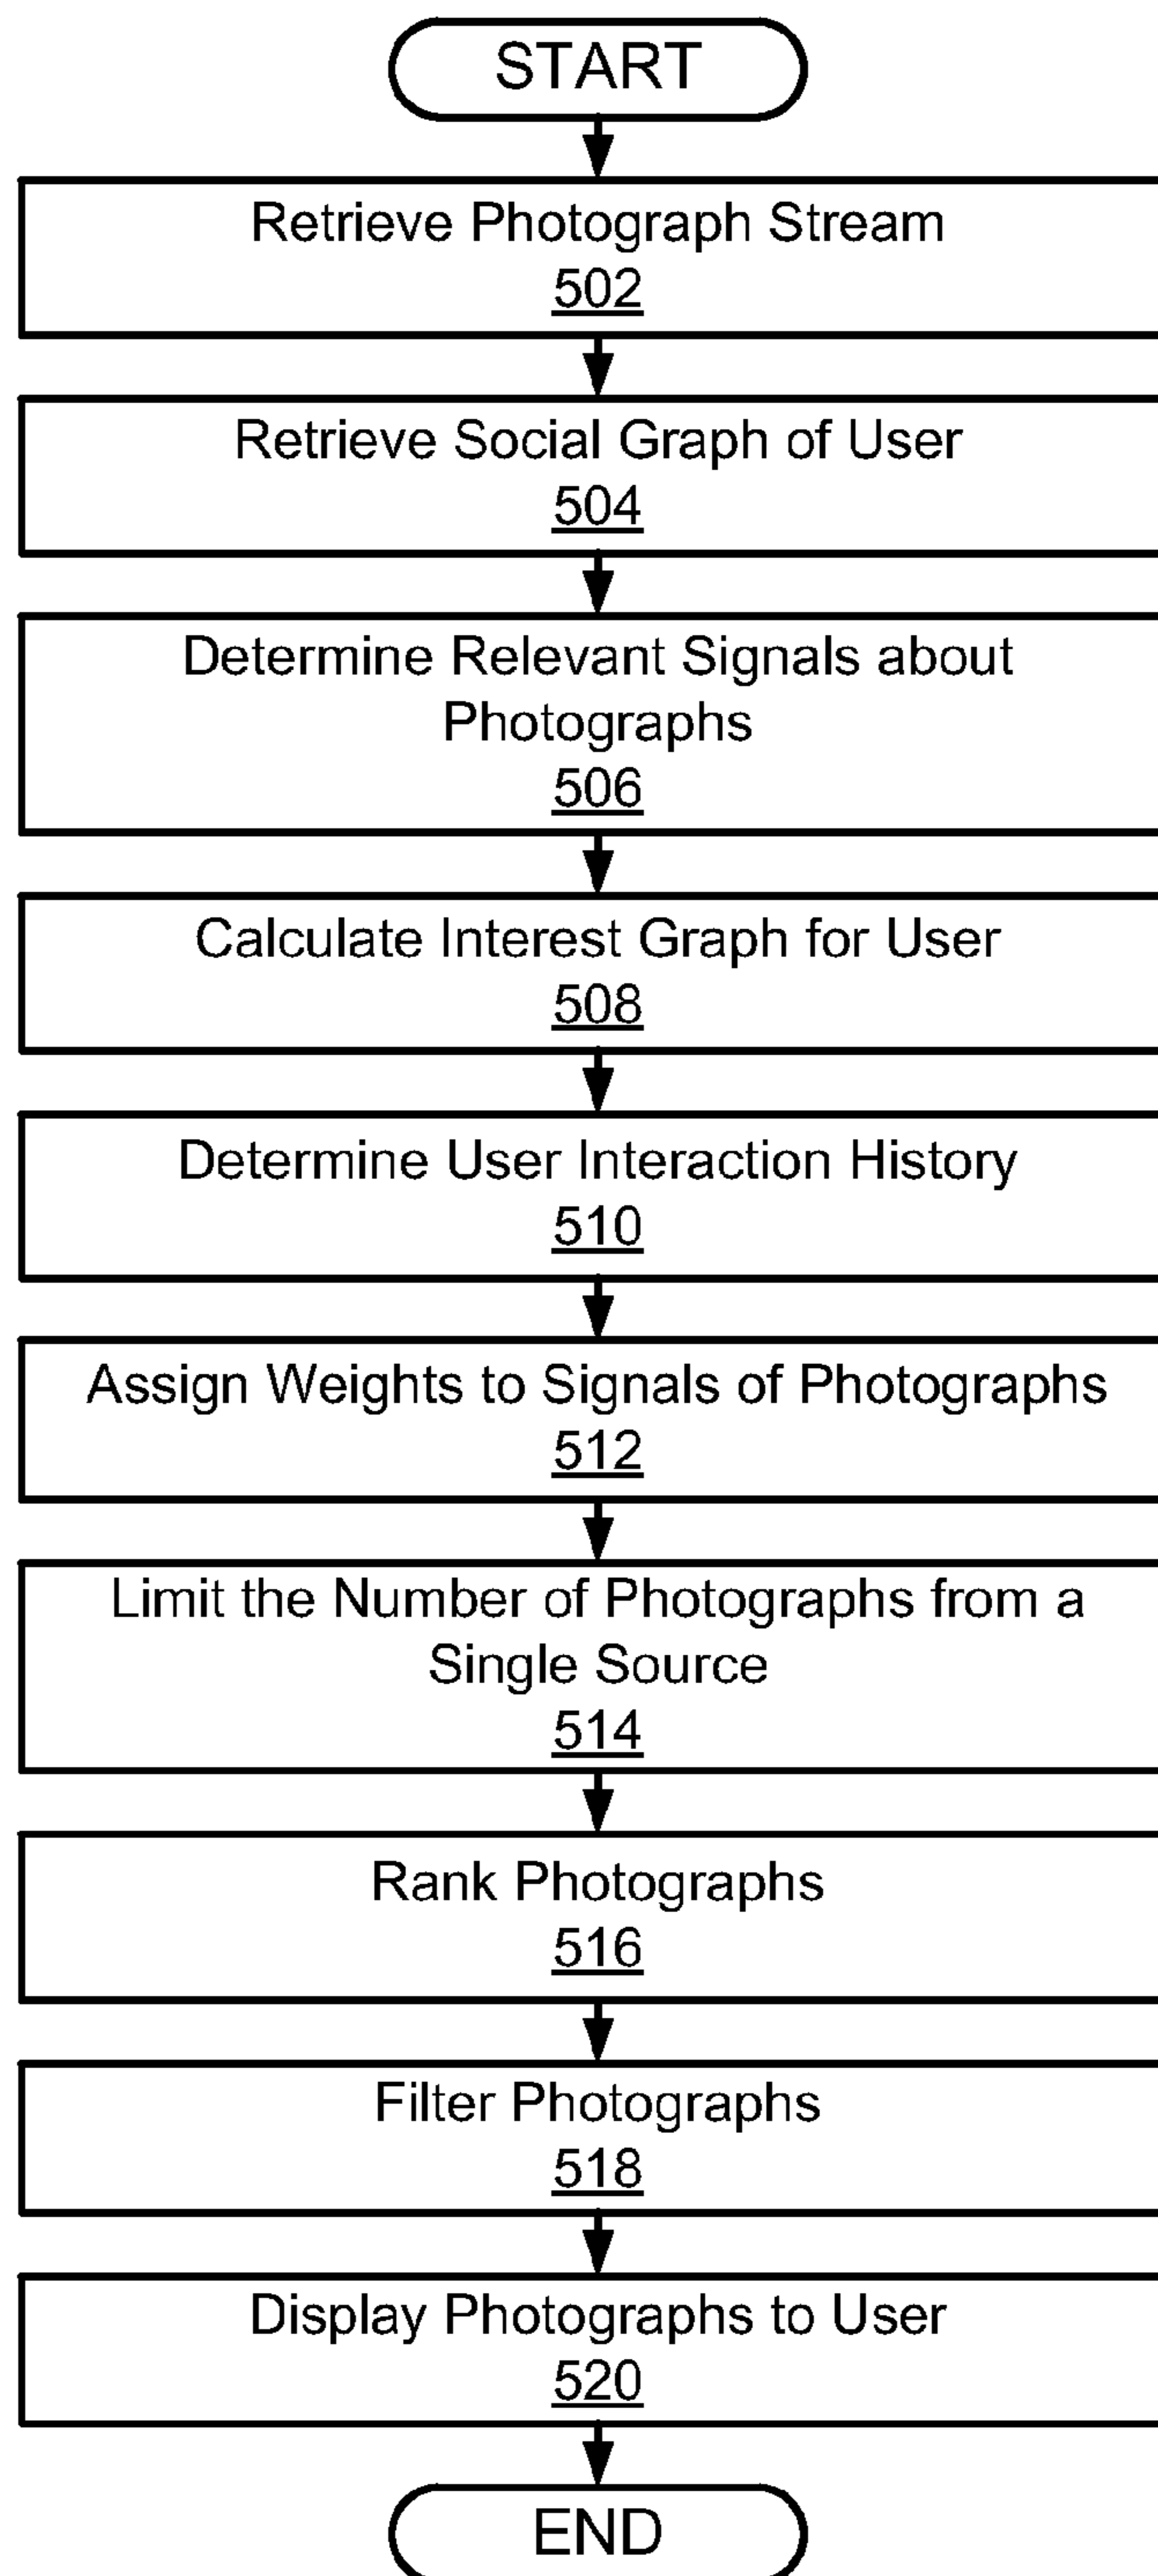 START
Retrieve Photograph Stream
502
Retrieve Social Graph of User
504
Determine Relevant Signals about
Photographs
506
Calculate Interest Graph for User
508
Determine User Interaction History
510
Assign Weights to Signals of Photographs
512
Limit the Number of Photographs from a
Single Source
514
Rank Photographs
516
Filter Photographs
518
Display Photographs to User
520
END